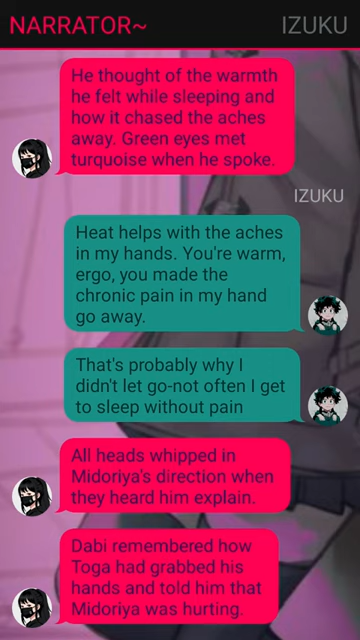 NARRATOR~ IZUKU
He thought of the warmth
he felt while sleeping and
how it chased the aches
away. Green eyes met
turquoise when he spoke.
IZUKU
Heat helps with the aches
in my hands. You're warm,
ergo, you made the
chronic pain in my hand
go away.
That's probably why I
didn't let go-not often I get
to sleep without pain
All heads whipped in
Midoriya's direction when
they heard him explain.
Dabi remembered how
Toga had grabbed his
hands and told him that
Midoriya was hurting.